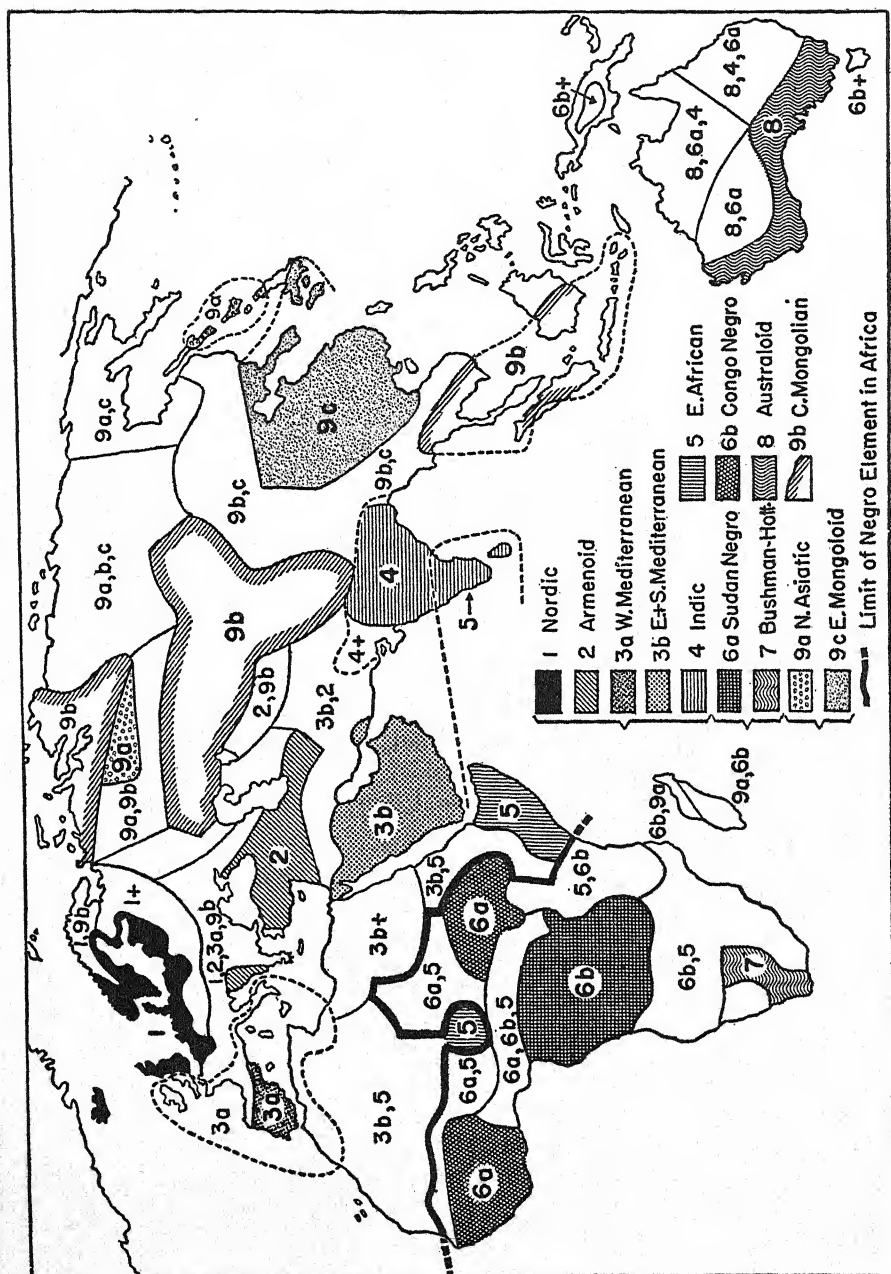 1,9b
1+
1
1,2,3a,9b
3a
3a
2
9a,9b
9b
9a
9a,b,c
9a,c
9a
9b
2,9b
9b,c
9c
9b,c
9b
3b,2
4+
4
5→
3b
3b+
3b,5
3b,5
6a
6a,5
5
6a,5
6a
6a,6b,5
5
5,6b
6b
6b,5
7
6b,9a
9a,6b
6b+
8,6a,4
8,4,6a
8,6a
8
6b+
1 Nordic
2 Armenoid
3a W.Mediterranean
3b E+S.Mediterranean
4 Indic
5 E.African
6a Sudan Negro
6b Congo Negro
7 Bushman-Hott.
8 Australoid
9a N.Asiatic
9b C.Mongolian
9c E.Mongoloid
Limit of Negro Element in Africa